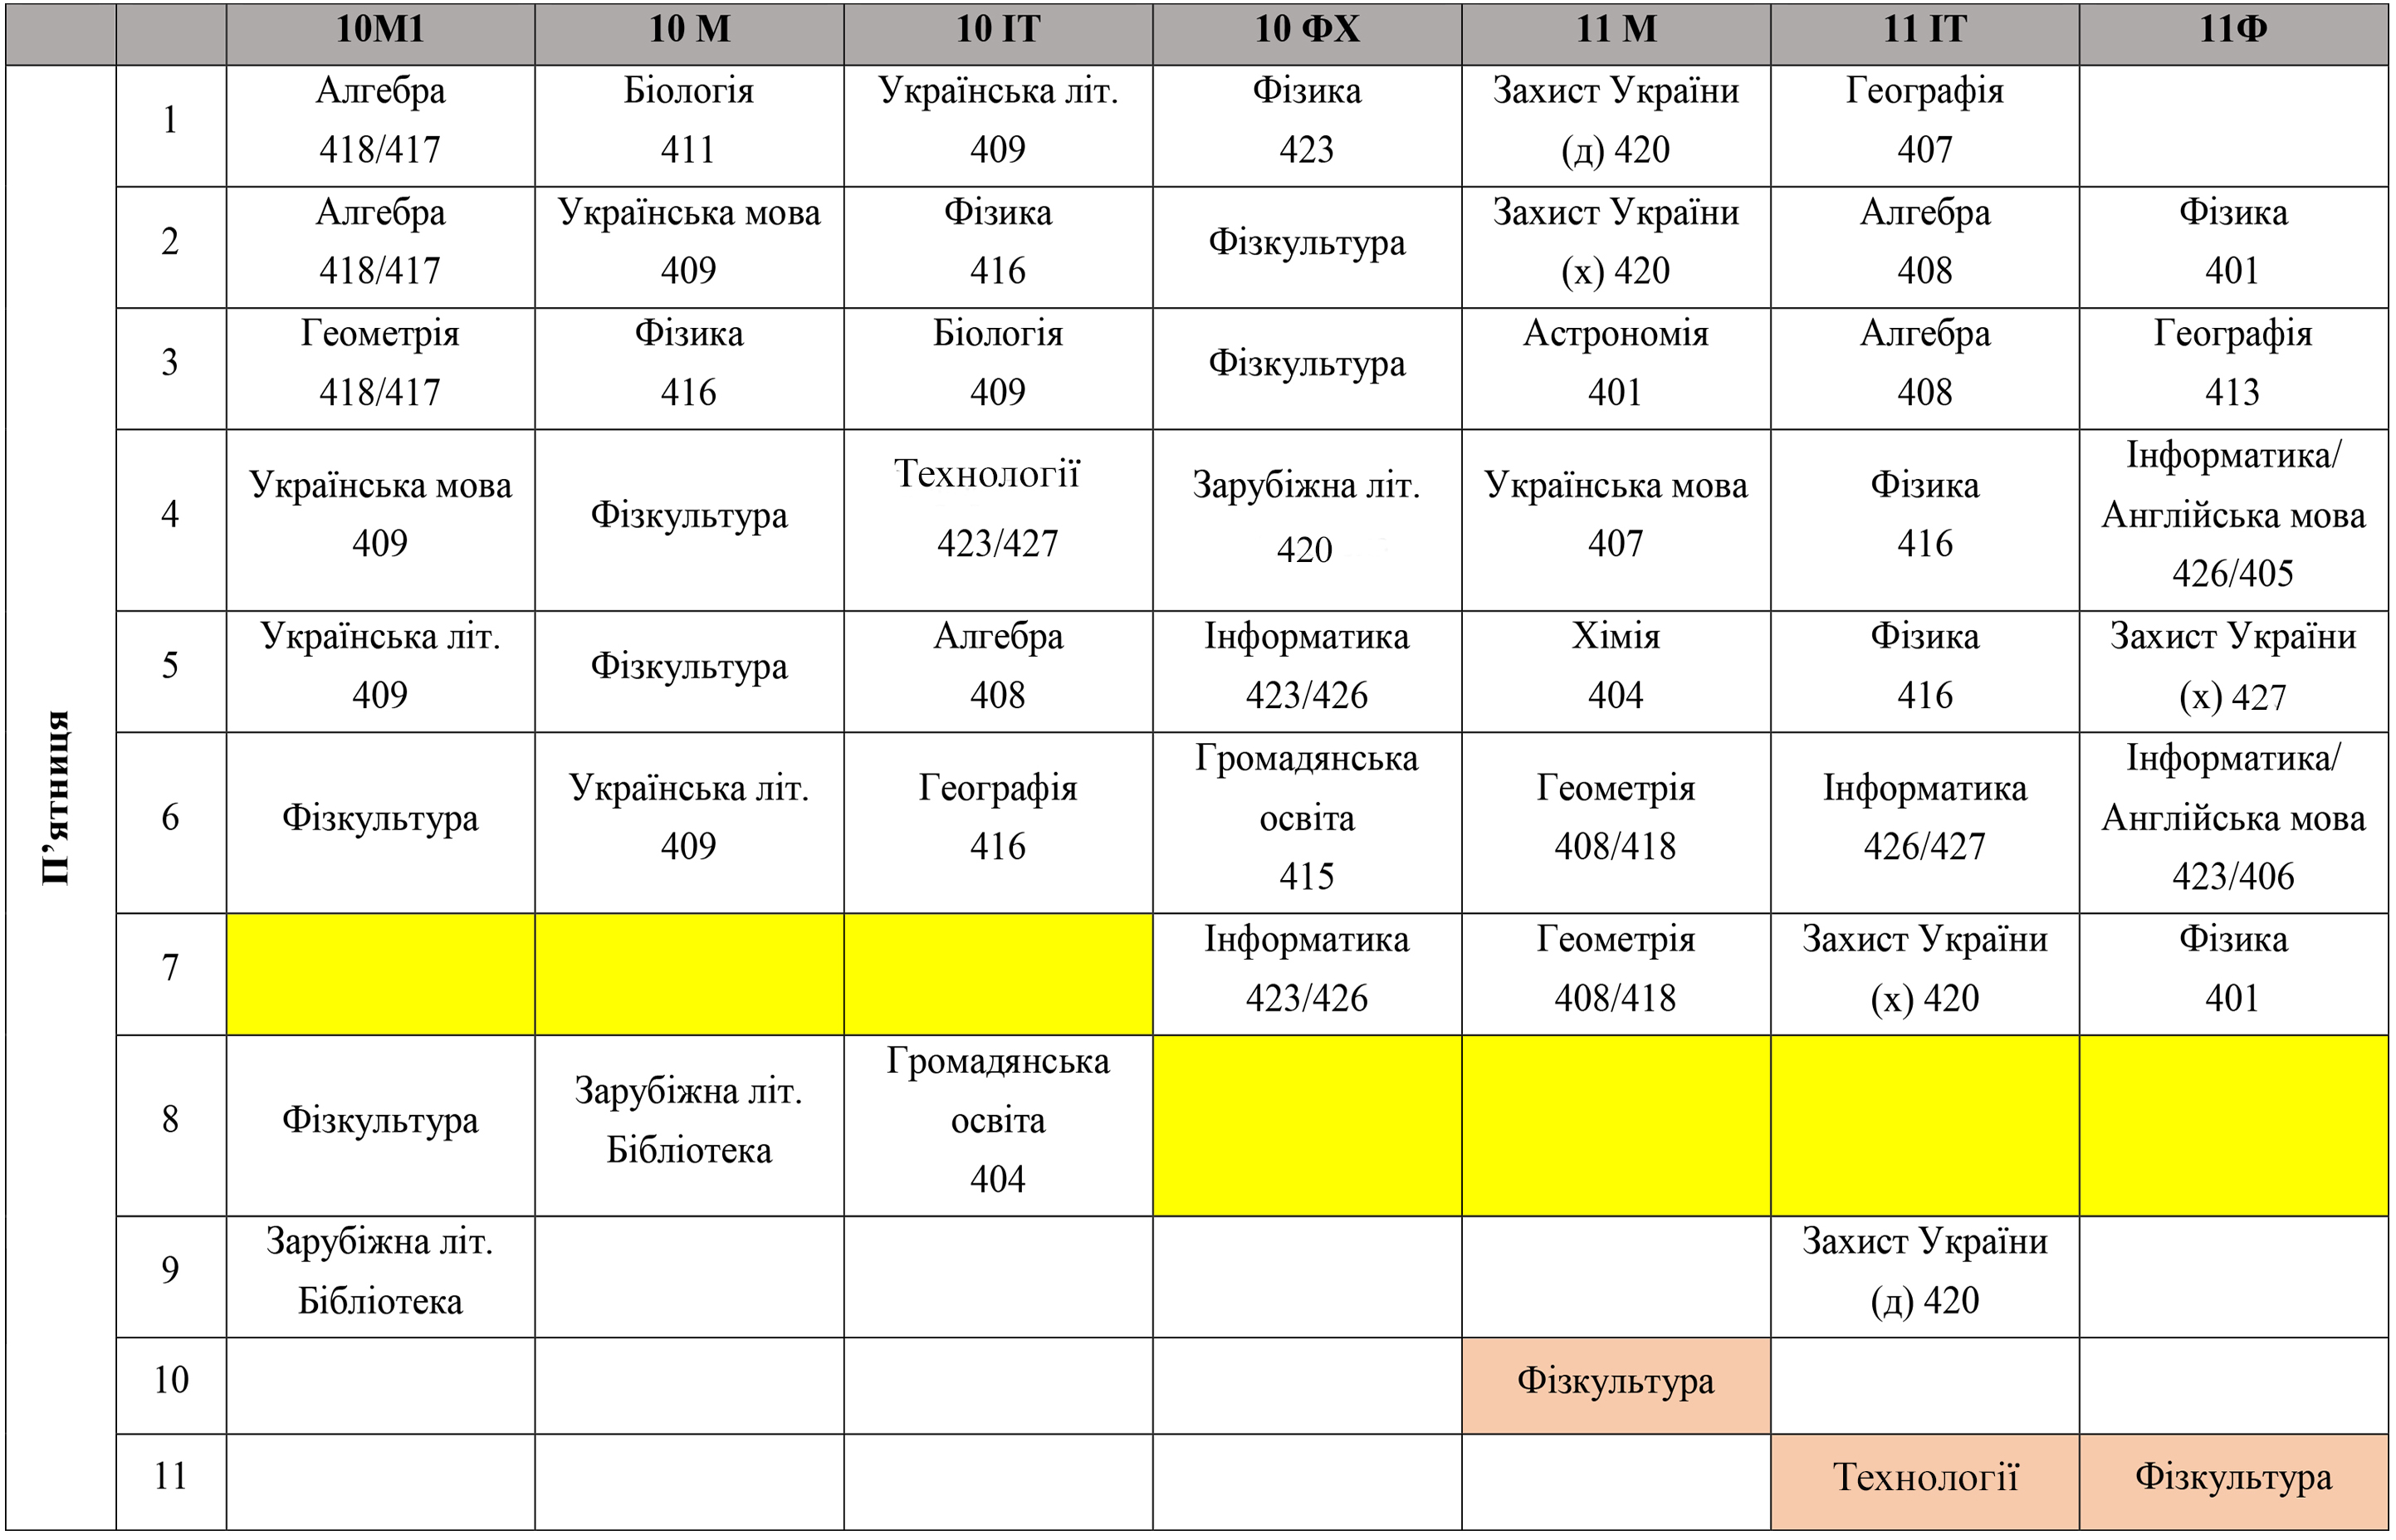 10М1 10 М 10 ІТ 10 ФХ 11 М 11 ІТ 11Ф
П’ятниця
1
Алгебра
418/417
Біологія
411
Українська літ.
409
Фізика
423
Захист України
(д) 420
Географія
407
2
Алгебра
418/417
Українська мова
409
Фізика
416
Фізкультура
Захист України
(х) 420
Алгебра
408
Фізика
401
3
Геометрія
418/417
Фізика
416
Біологія
409
Фізкультура
Астрономія
401
Алгебра
408
Географія
413
4
Українська мова
409
Фізкультура
Технології
423/427
Зарубіжна літ.
420
Українська мова
407
Фізика
416
Інформатика/
Англійська мова
426/405
5
Українська літ.
409
Фізкультура
Алгебра
408
Інформатика
423/426
Хімія
404
Фізика
416
Захист України
(х) 427
6
Фізкультура
Українська літ.
409
Географія
416
Громадянська
освіта
415
Геометрія
408/418
Інформатика
426/427
Інформатика/
Англійська мова
423/406
7
Інформатика
423/426
Геометрія
408/418
Захист України
(х) 420
Фізика
401
8
Фізкультура
Зарубіжна літ.
Бібліотека
Громадянська
освіта
404
9
Зарубіжна літ.
Бібліотека
Захист України
(д) 420
10
Фізкультура
11
Технології
Фізкультура